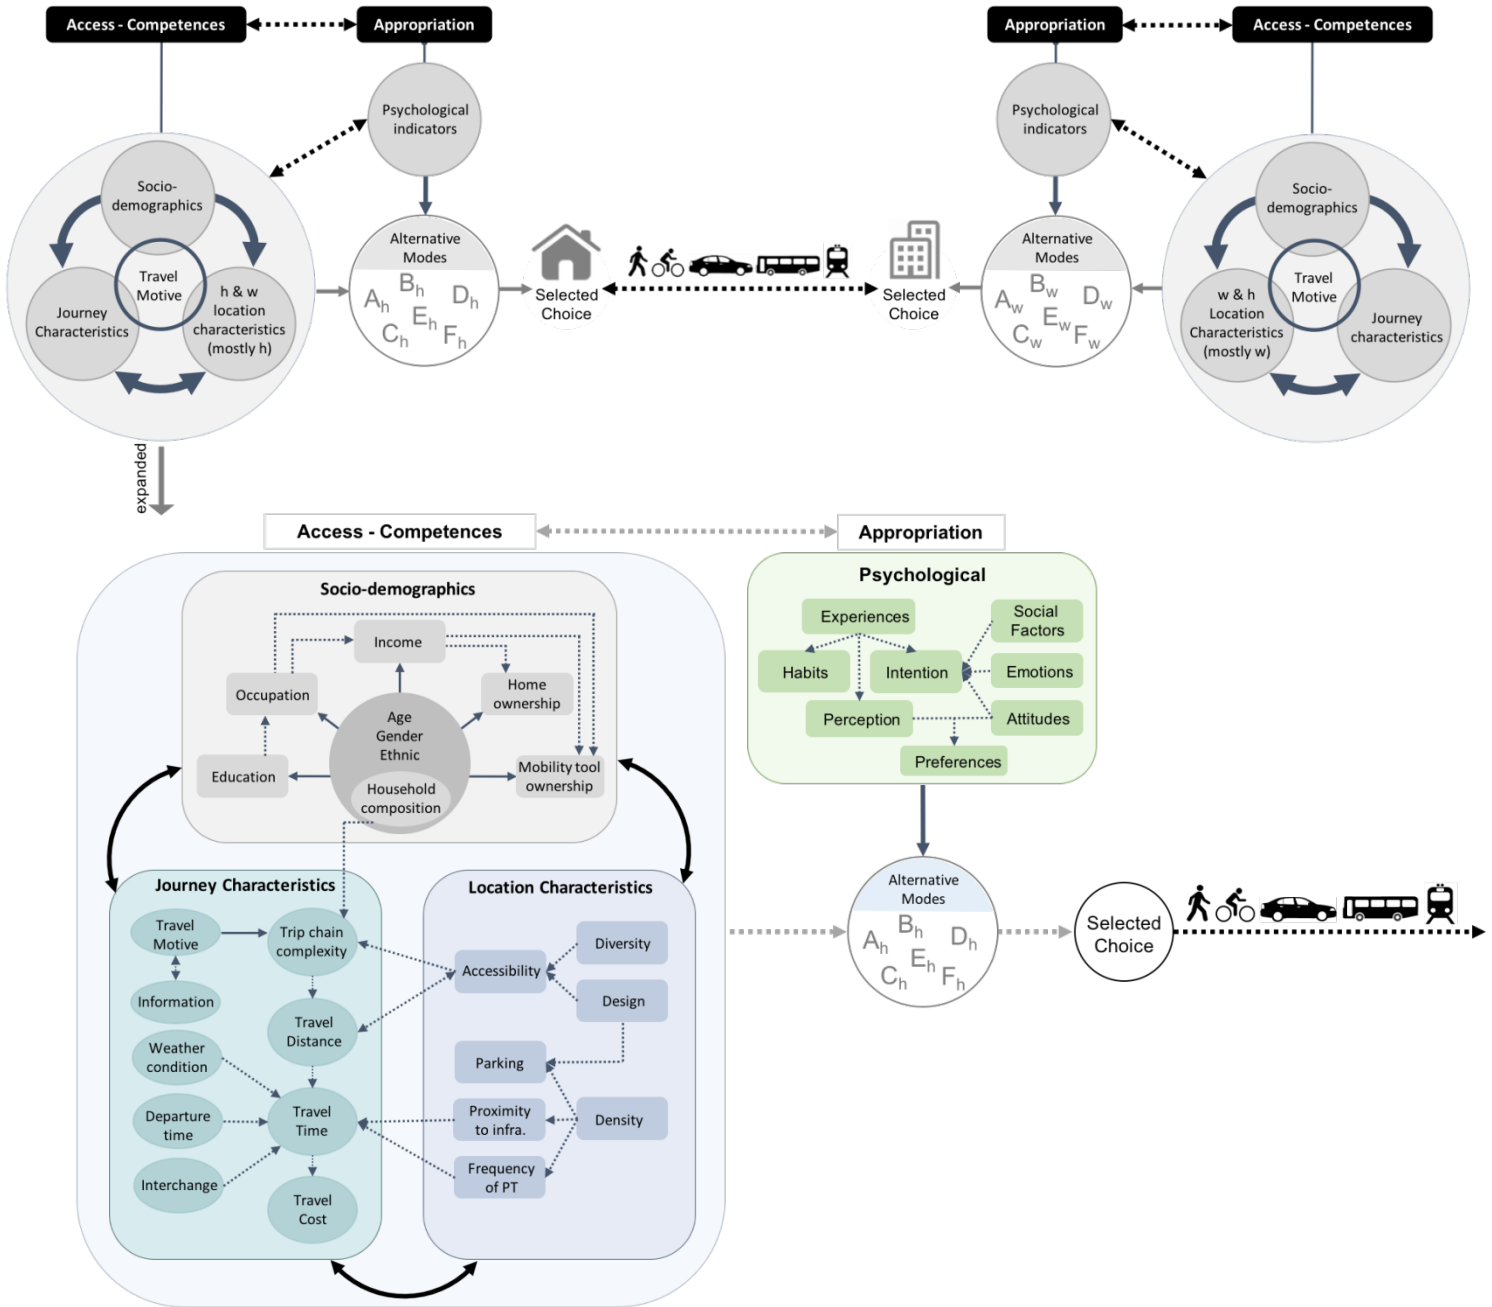 Access - Competences
Appropriation
Appropriation
Access - Competences
Psychological
indicators
Socio-
demographics
Travel
Motive
Journey
Characteristics
h & w
location
characteristics
(mostly h)
Alternative
Modes
Ah
Bh
Ch
Dh
Eh
Fh
Selected
Choice
Selected
Choice
Psychological
indicators
Alternative
Modes
Aw
Bw
Cw
Dw
Ew
Fw
Socio-
demographics
Travel
Motive
w & h
Location
Characteristics
(mostly w)
Journey
characteristics
expanded
Access - Competences
Appropriation
Socio-demographics
Income
Occupation
Home
ownership
Age
Gender
Ethnic
Household
composition
Education
Mobility tool
ownership
Psychological
Experiences
Social
Factors
Habits
Intention
Emotions
Perception
Attitudes
Preferences
Journey Characteristics
Travel
Motive
Trip chain
complexity
Information
Travel
Distance
Weather
condition
Departure
time
Travel
Time
Interchange
Travel
Cost
Location Characteristics
Diversity
Accessibility
Design
Parking
Proximity
to infra.
Density
Frequency
of PT
Alternative
Modes
Ah
Bh
Ch
Dh
Eh
Fh
Selected
Choice